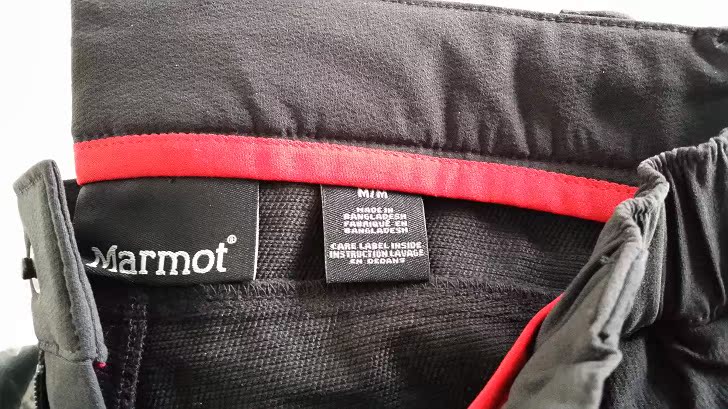 Marmot®
M/M
MADE IN
BANGLADESH
FABRIQUÉ EN
BANGLADESH
CARE LABEL INSIDE
INSTRUCTION LAVAGE
EN DEDANS